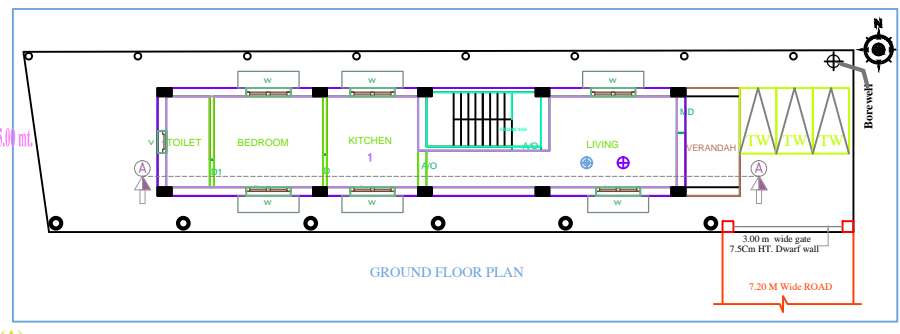 N
Borewell
W
W
W
MD
V
TOILET
BEDROOM
KITCHEN
1
A/O
LIVING
VERANDAH
TW
TW
TW
D1
D
A/O
A
A
W
W
W
3.00 m wide gate
7.5Cm HT. Dwarf wall
GROUND FLOOR PLAN
7.20 M Wide ROAD
(A)